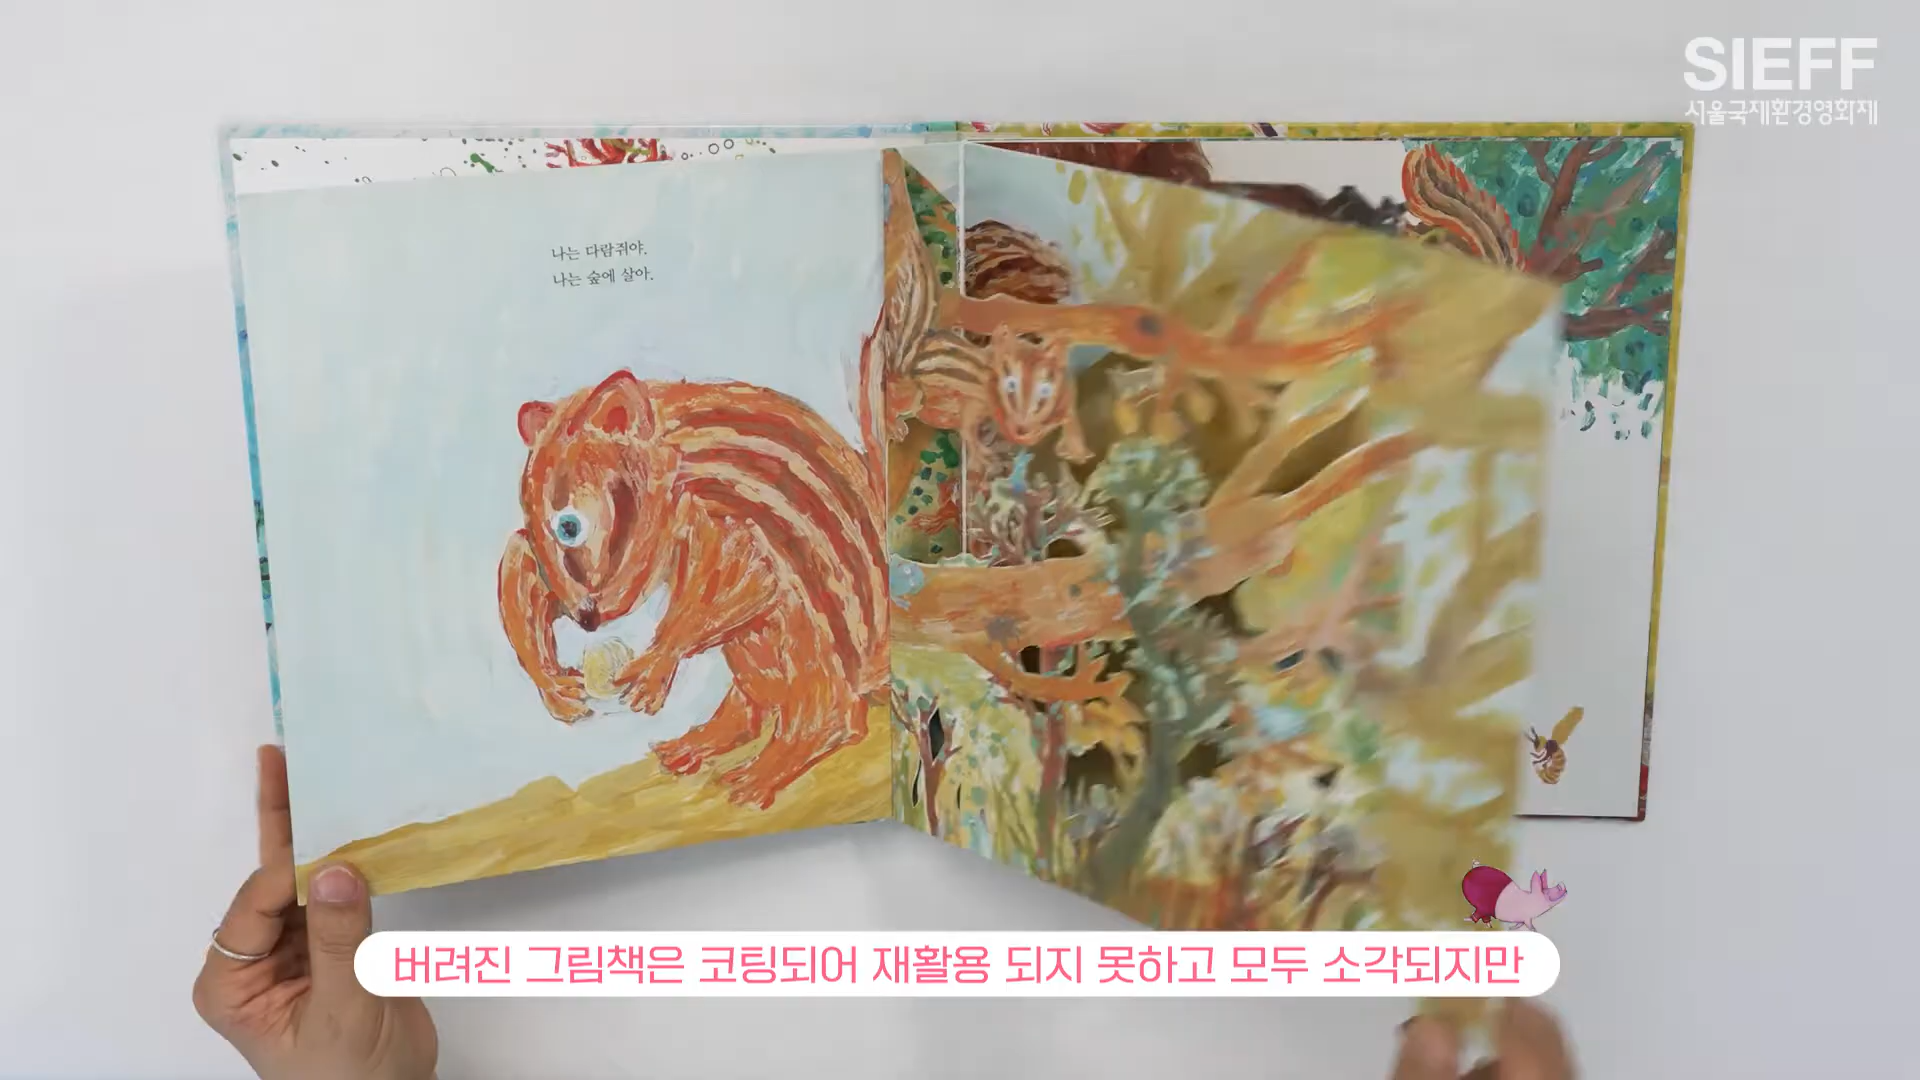 SIEFF
서울국제환경영화제
나는 다람쥐야.
나는 숲에 살아.
버려진 그림책은 코팅되어 재활용 되지 못하고 모두 소각되지만